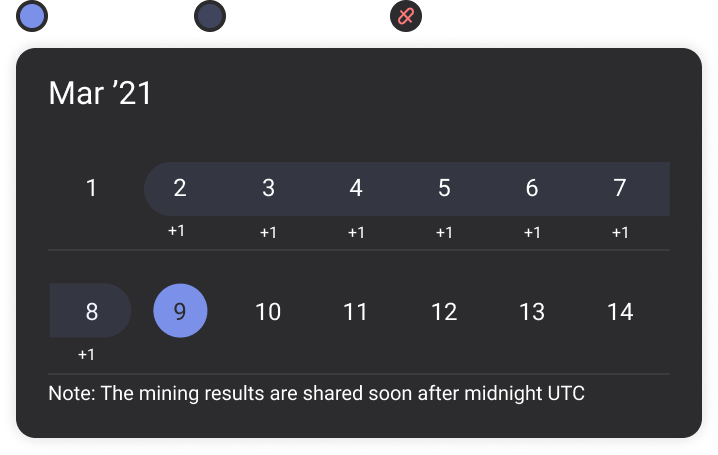 Mar ’21
1 2 3 4 5 6 7
+1 +1 +1 +1 +1 +1
8 9 10 11 12 13 14
+1
Note: The mining results are shared soon after midnight UTC